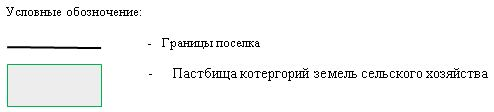 Условные обозначение:
- Границы поселка
- Пастбища котергорий земель сельского хозяйства